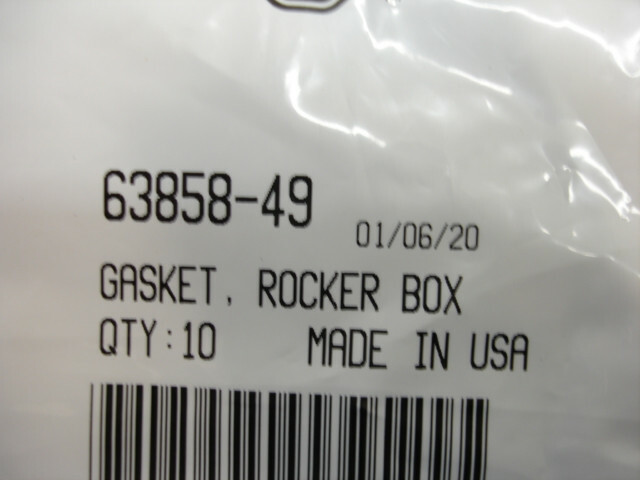 63858-49 01/06/20
GASKET, ROCKER BOX
QTY:10 MADE IN USA